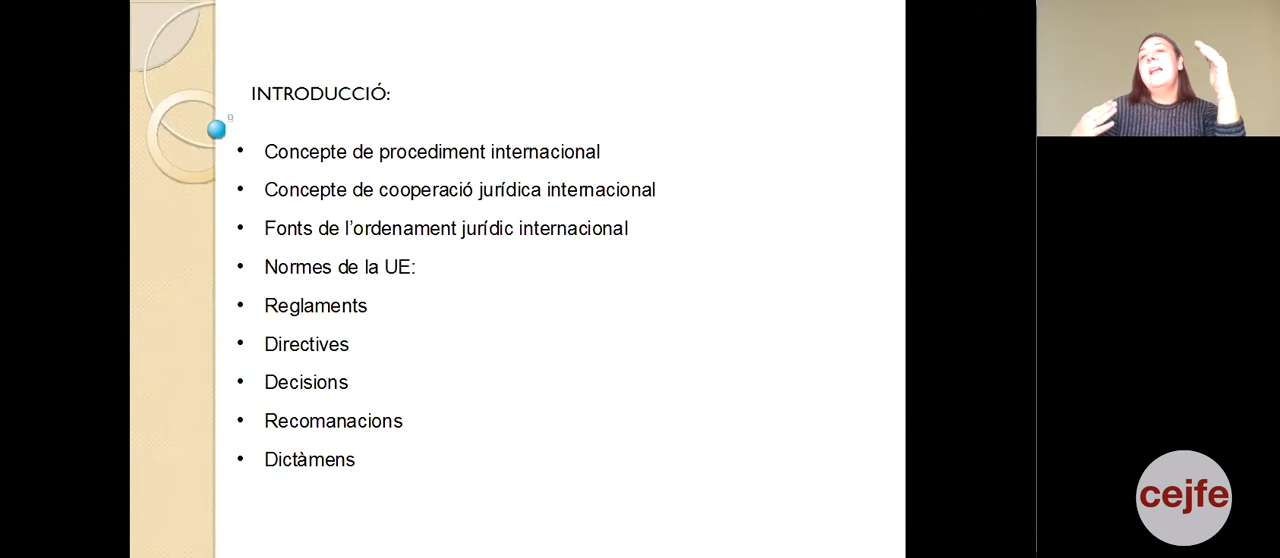 INTRODUCCIÓ:
9
• Concepte de procediment internacional
• Concepte de cooperació jurídica internacional
• Fonts de l’ordenament jurídic internacional
• Normes de la UE:
• Reglaments
• Directives
• Decisions
• Recomanacions
• Dictàmens
cejfe